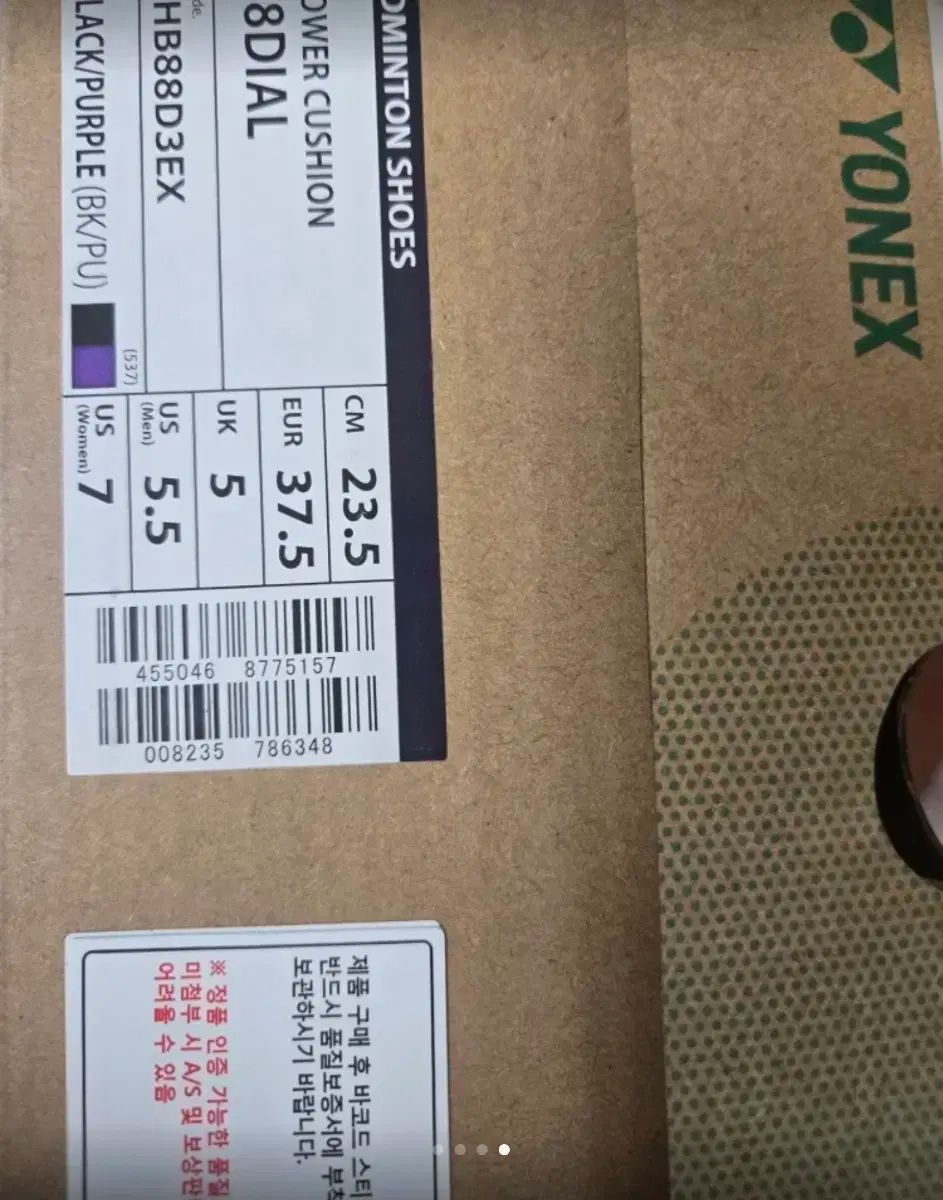 YONEX
DMINTON SHOES
OWER CUSHION
8DIAL
de.
HB88D3EX
LACK/PURPLE (BK/PU)
(537)
CM 23.5
EUR 37.5
UK 5
US (Men) 5.5
US (Women) 7
455046 8775157
008235 786348
제품 구매 후 바코드 스티
반드시 품질보증서에 부착
보관하시기 바랍니다.
※ 정품 인증 가능한 품질
미첨부 시 A/S 및 보상판
어려울 수 있음